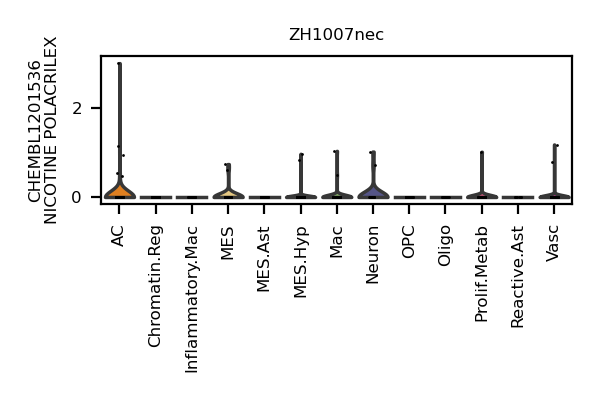 ZH1007nec
CHEMBL1201536
NICOTINE POLACRILEX
2
0
AC
Chromatin.Reg
Inflammatory.Mac
MES
MES.Ast
MES.Hyp
Mac
Neuron
OPC
Oligo
Prolif.Metab
Reactive.Ast
Vasc